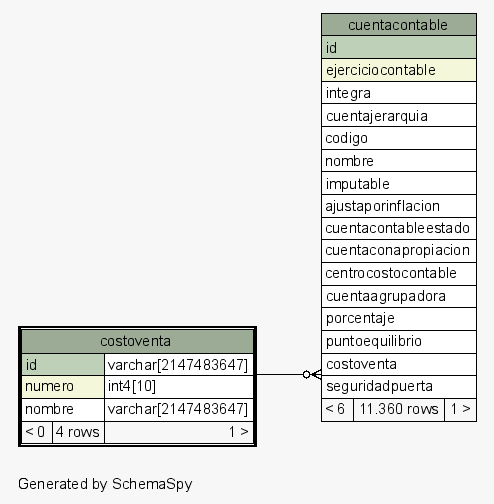 cuentacontable
id
ejerciciocontable
integra
cuentajerarquia
codigo
nombre
imputable
ajustaporinflacion
cuentacontableestado
cuentaconapropiacion
centrocostocontable
cuentaagrupadora
porcentaje
puntoequilibrio
costoventa
seguridadpuerta
< 6 11.360 rows 1 >
costoventa
id varchar[2147483647]
numero int4[10]
nombre varchar[2147483647]
< 0 4 rows 1 >
Generated by SchemaSpy